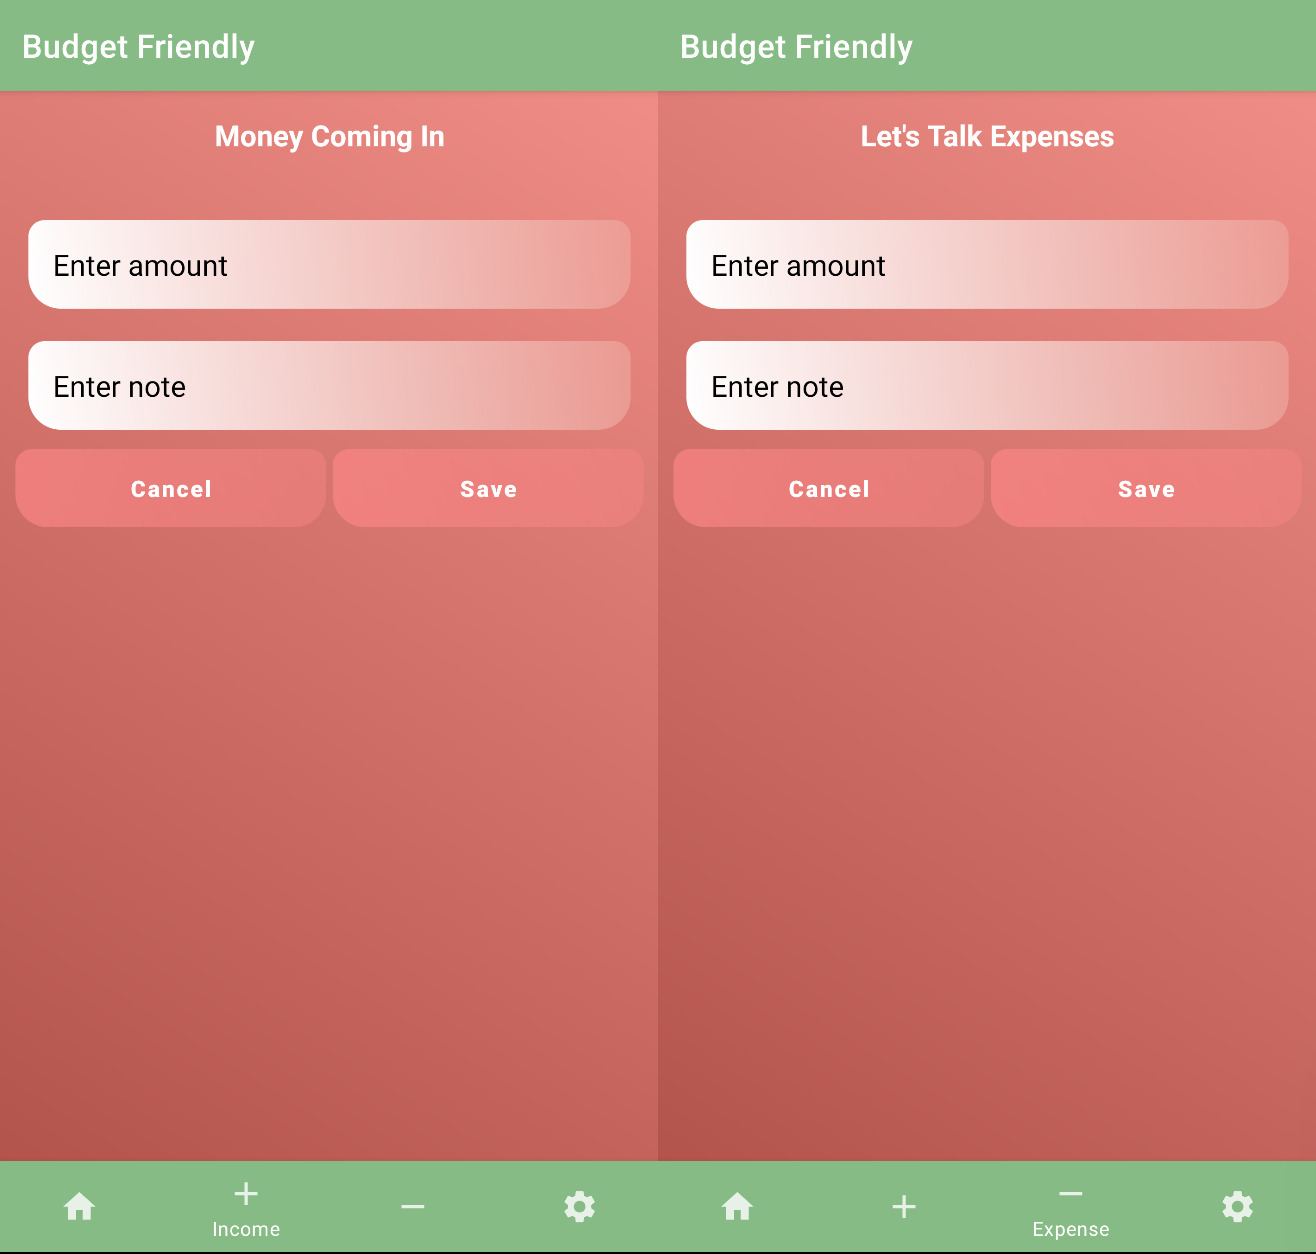 Budget Friendly
Money Coming In
Enter amount
Enter note
Cancel
Save
Income
Budget Friendly
Let's Talk Expenses
Enter amount
Enter note
Cancel
Save
Expense